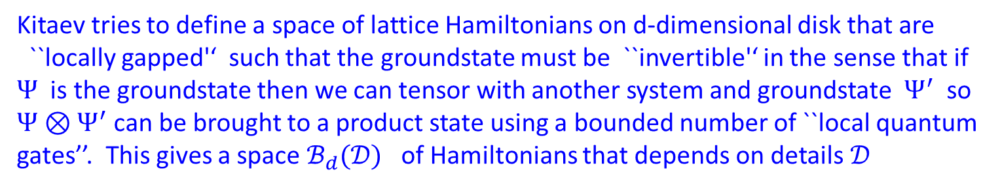 Kitaev tries to define a space of lattice Hamiltonians on d-dimensional disk that are
``locally gapped'‘ such that the groundstate must be ``invertible'‘ in the sense that if
Ψ is the groundstate then we can tensor with another system and groundstate Ψ′ so
Ψ ⊗ Ψ′ can be brought to a product state using a bounded number of ``local quantum
gates’’. This gives a space ℬ𝑑(𝒟) of Hamiltonians that depends on details 𝒟